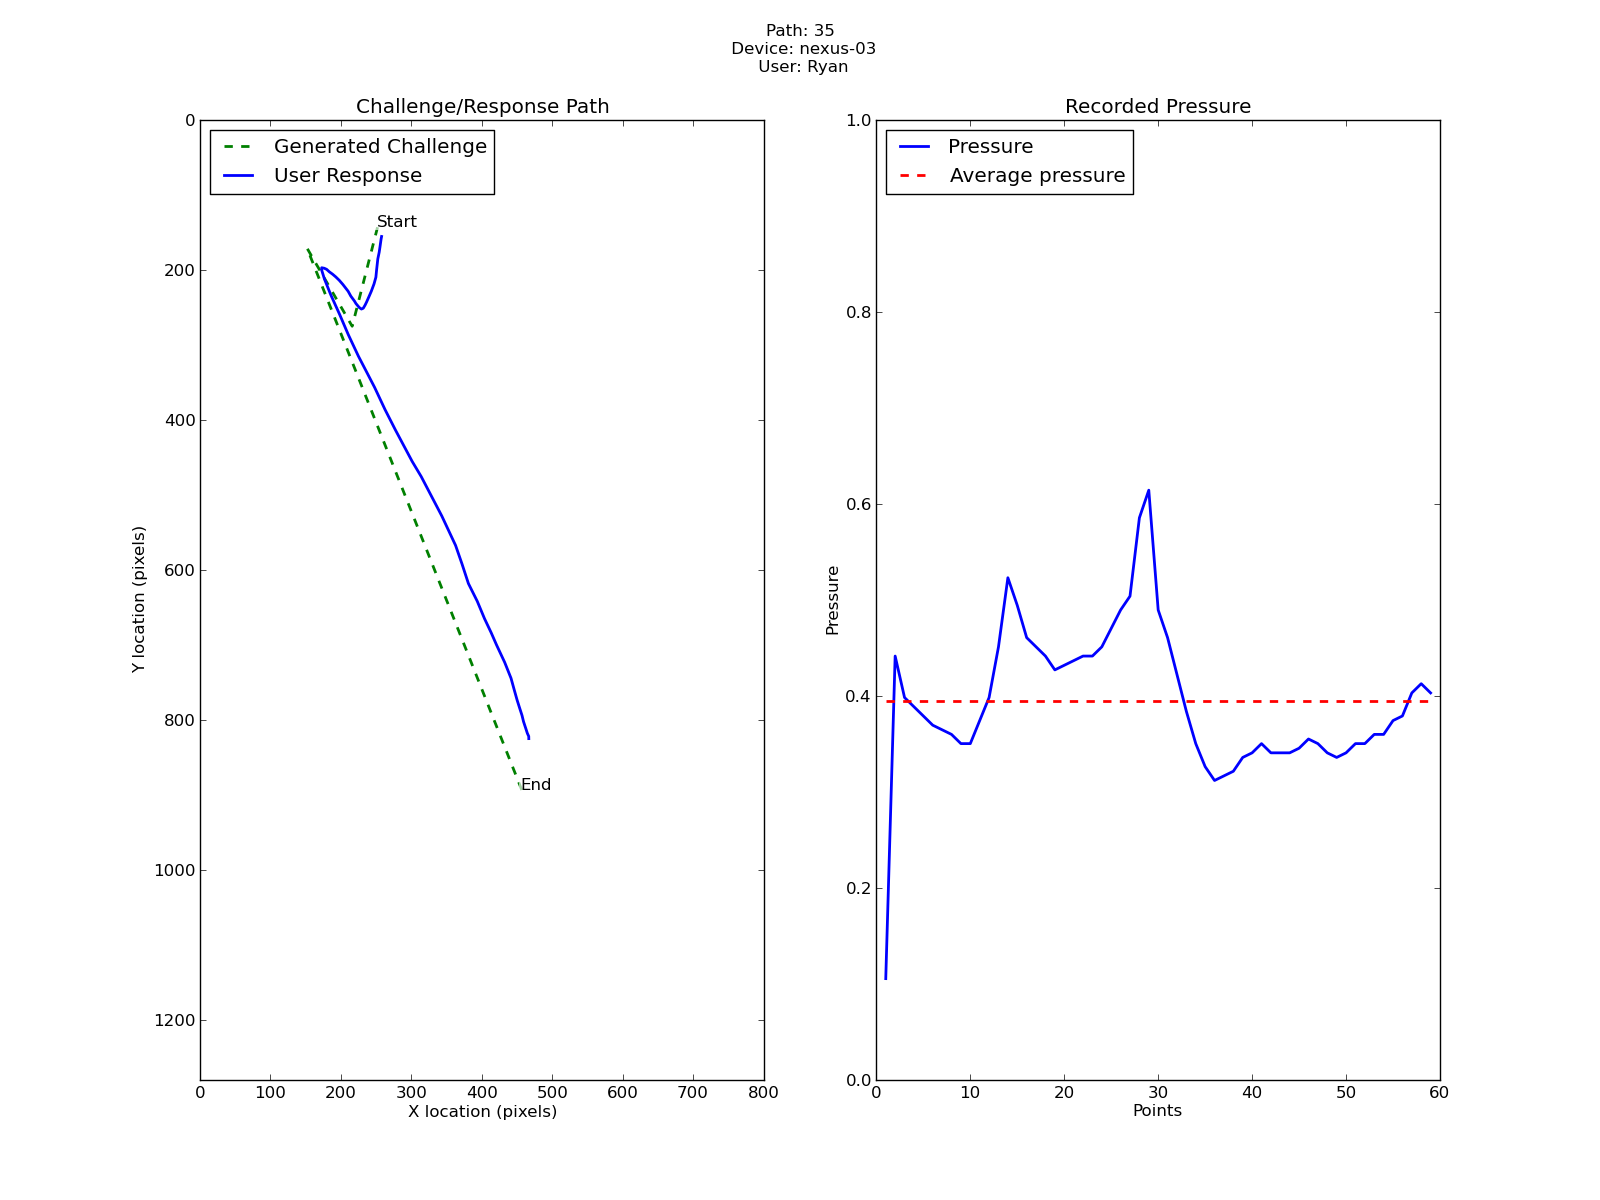 Path: 35
Device: nexus-03
User: Ryan
Challenge/Response Path
Generated Challenge
User Response
Start
End
0
200
400
600
800
1000
1200
Y location (pixels)
0 100 200 300 400 500 600 700 800
X location (pixels)
Recorded Pressure
Pressure
Average pressure
1.0
0.8
0.6
0.4
0.2
0.0
Pressure
0 10 20 30 40 50 60
Points